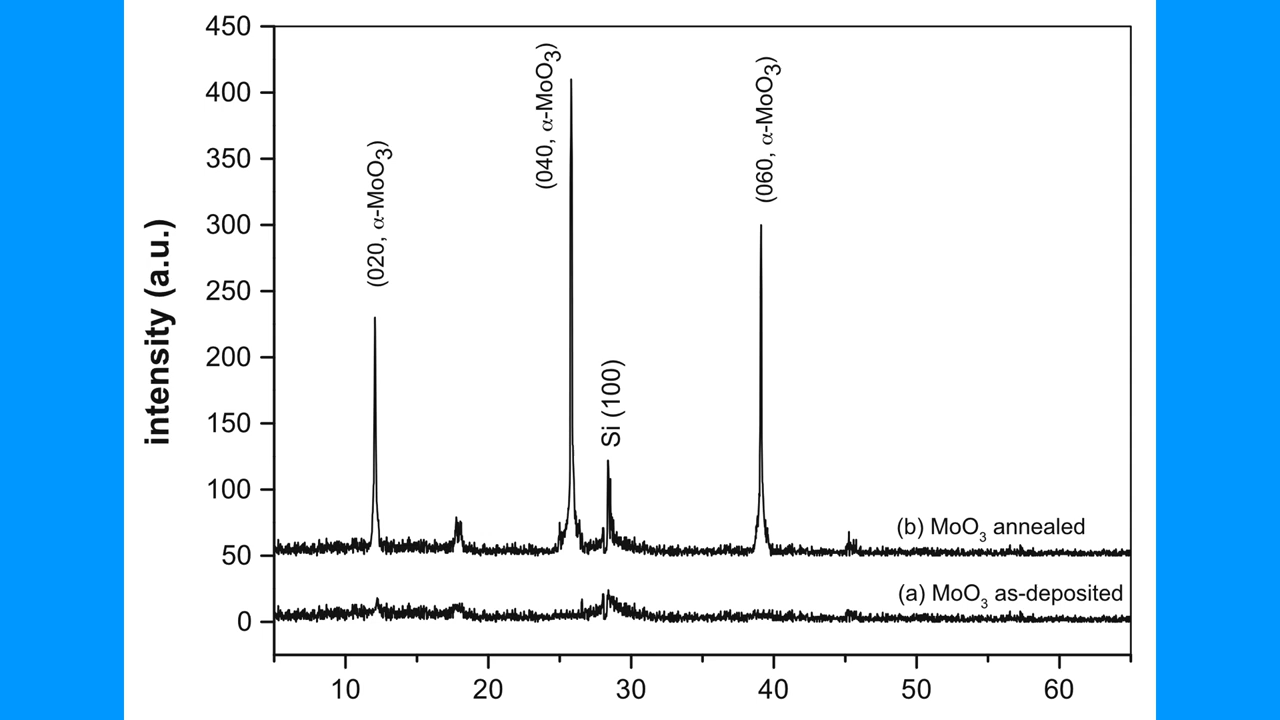 450
400
350
300
250
200
150
100
50
0
intensity (a.u.)
(020, α-MoO₃)
(040, α-MoO₃)
Si (100)
(060, α-MoO₃)
(b) MoO₃ annealed
(a) MoO₃ as-deposited
10 20 30 40 50 60